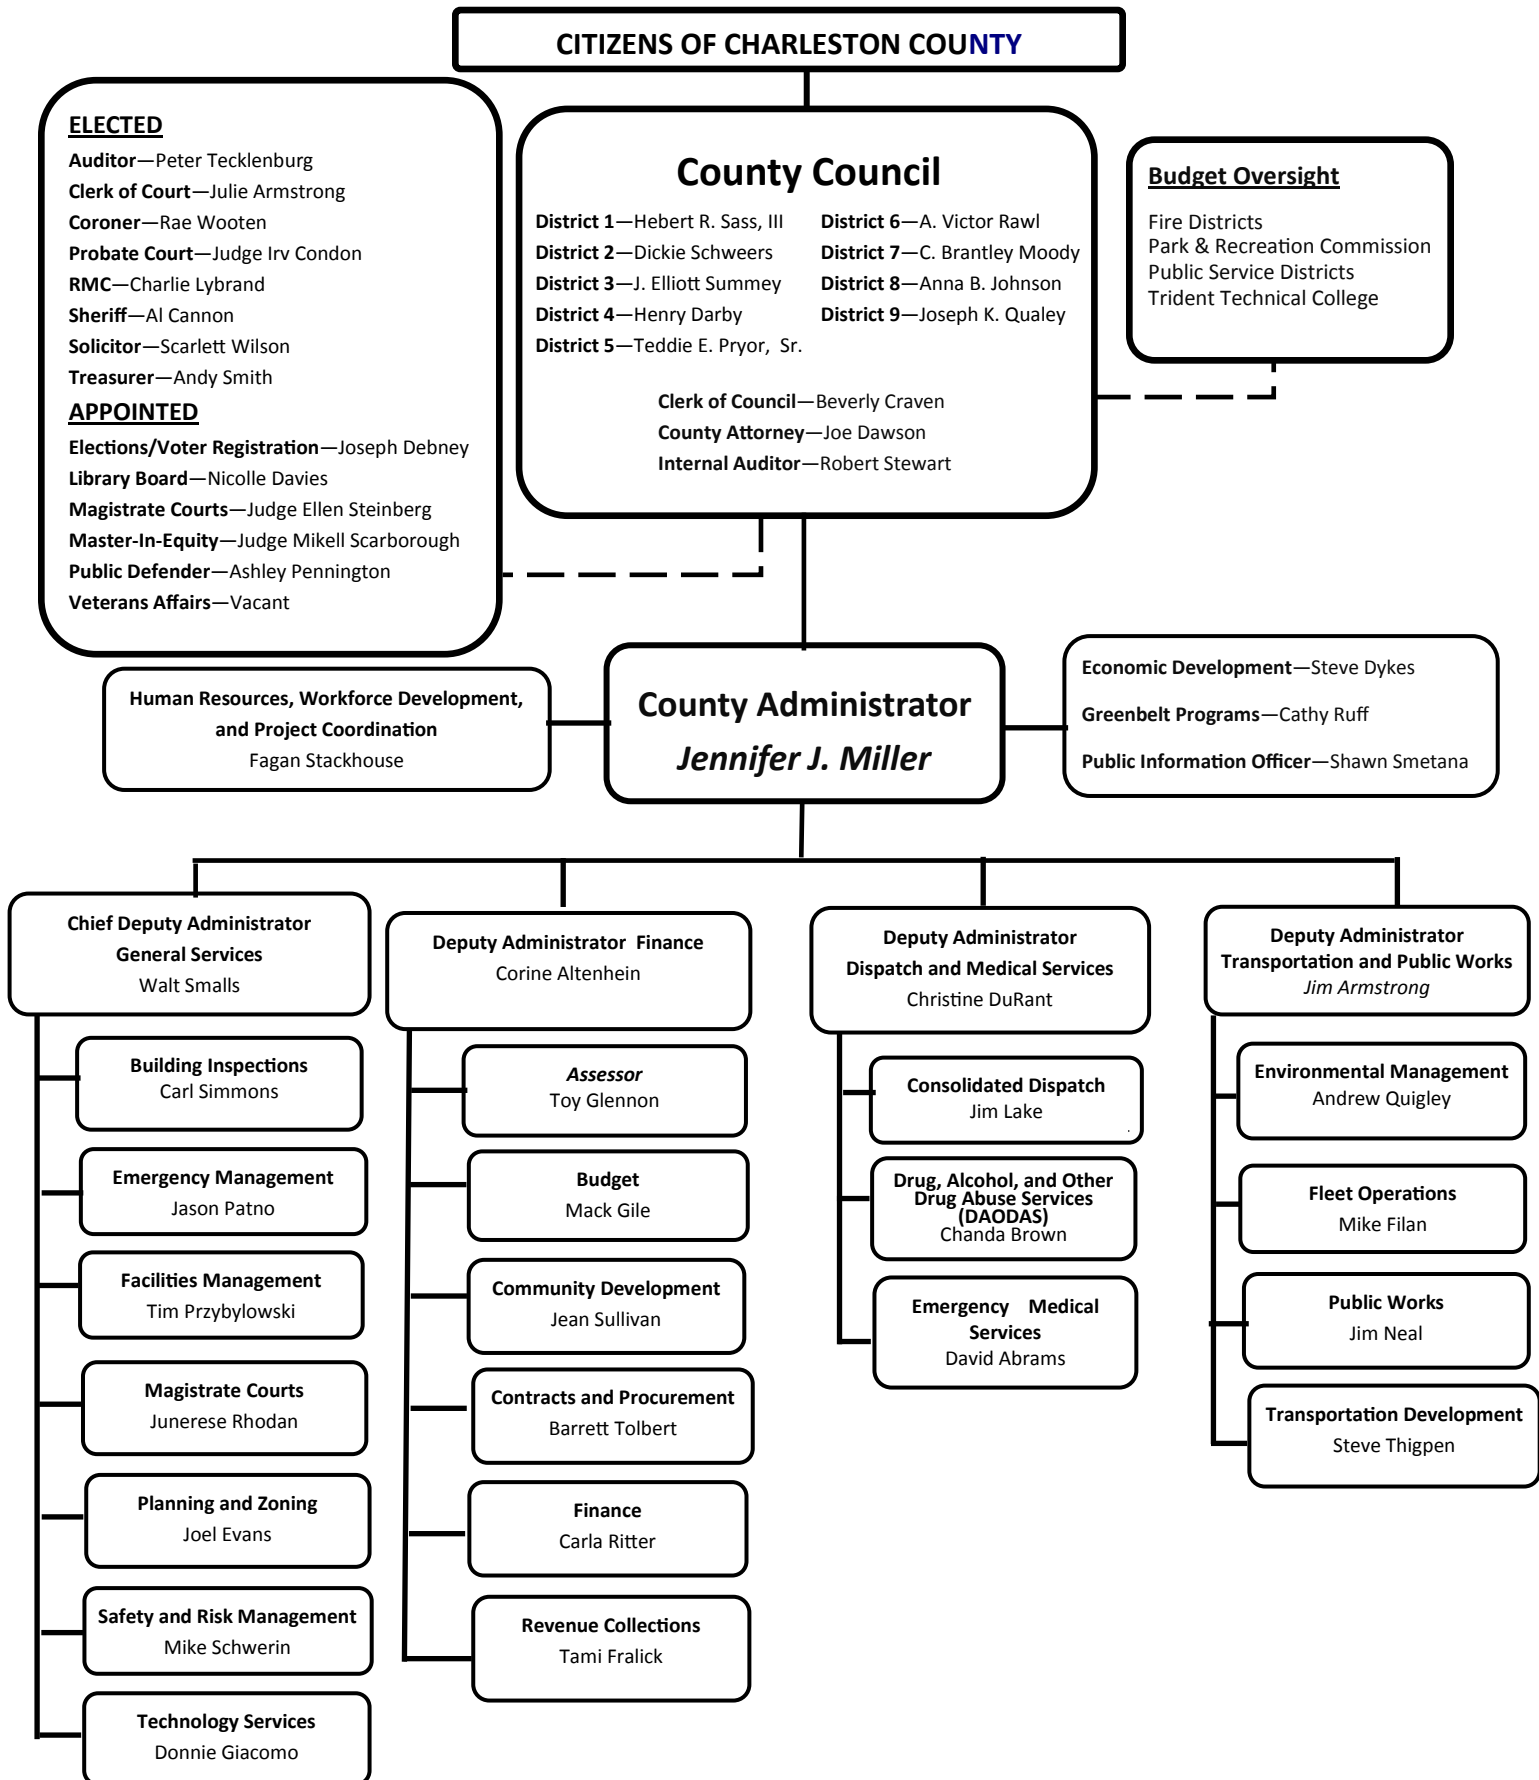 CITIZENS OF CHARLESTON COUNTY
ELECTED
Auditor—Peter Tecklenburg
Clerk of Court—Julie Armstrong
Coroner—Rae Wooten
Probate Court—Judge Irv Condon
RMC—Charlie Lybrand
Sheriff—Al Cannon
Solicitor—Scarlett Wilson
Treasurer—Andy Smith
APPOINTED
Elections/Voter Registration—Joseph Debney
Library Board—Nicolle Davies
Magistrate Courts—Judge Ellen Steinberg
Master-In-Equity—Judge Mikell Scarborough
Public Defender—Ashley Pennington
Veterans Affairs—Vacant
County Council
District 1—Hebert R. Sass, III
District 2—Dickie Schweers
District 3—J. Elliott Summey
District 4—Henry Darby
District 5—Teddie E. Pryor, Sr.
District 6—A. Victor Rawl
District 7—C. Brantley Moody
District 8—Anna B. Johnson
District 9—Joseph K. Qualey
Clerk of Council—Beverly Craven
County Attorney—Joe Dawson
Internal Auditor—Robert Stewart
Budget Oversight
Fire Districts
Park & Recreation Commission
Public Service Districts
Trident Technical College
Human Resources, Workforce Development,
and Project Coordination
Fagan Stackhouse
County Administrator
Jennifer J. Miller
Economic Development—Steve Dykes
Greenbelt Programs—Cathy Ruff
Public Information Officer—Shawn Smetana
Chief Deputy Administrator
General Services
Walt Smalls
Building Inspections
Carl Simmons
Emergency Management
Jason Patno
Facilities Management
Tim Przybylowski
Magistrate Courts
Junerese Rhodan
Planning and Zoning
Joel Evans
Safety and Risk Management
Mike Schwerin
Technology Services
Donnie Giacomo
Deputy Administrator Finance
Corine Altenhein
Assessor
Toy Glennon
Budget
Mack Gile
Community Development
Jean Sullivan
Contracts and Procurement
Barrett Tolbert
Finance
Carla Ritter
Revenue Collections
Tami Fralick
Deputy Administrator
Dispatch and Medical Services
Christine DuRant
Consolidated Dispatch
Jim Lake
.
Drug, Alcohol, and Other
Drug Abuse Services
(DAODAS)
Chanda Brown
Emergency Medical
Services
David Abrams
Deputy Administrator
Transportation and Public Works
Jim Armstrong
Environmental Management
Andrew Quigley
Fleet Operations
Mike Filan
Public Works
Jim Neal
Transportation Development
Steve Thigpen